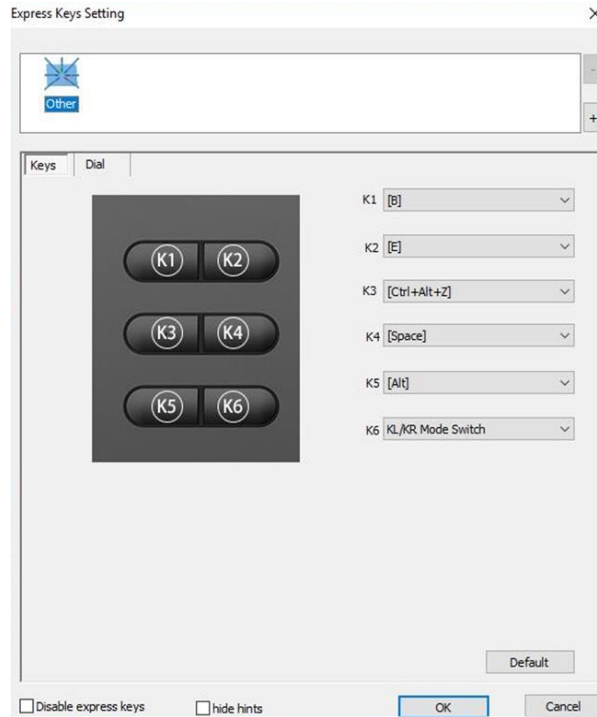 Express Keys Setting
Other
Keys Dial
K1 [B]
K2 [E]
K3 [Ctrl+Alt+Z]
K4 [Space]
K5 [Alt]
K6 KL/KR Mode Switch
K1 K2
K3 K4
K5 K6
Default
Disable express keys hide hints OK Cancel